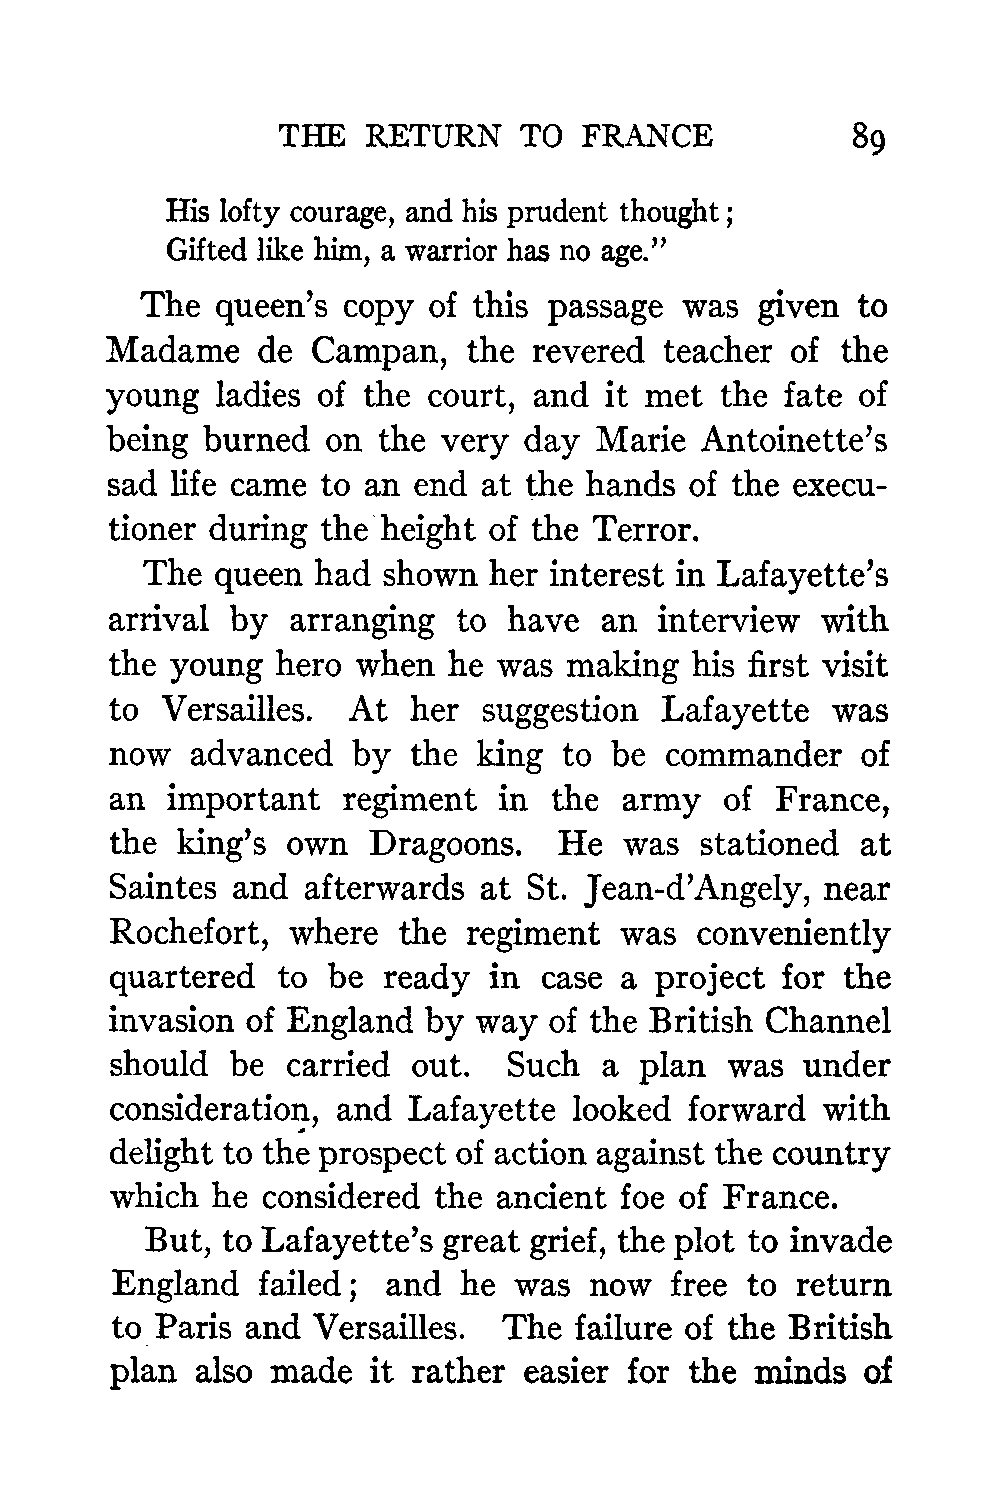 THE RETURN TO FRANCE 89
His lofty courage, and his prudent thought;
Gifted like him, a warrior has no age."
The queen's copy of this passage was given to
Madame de Campan, the revered teacher of the
young ladies of the court, and it met the fate of
being burned on the very day Marie Antoinette's
sad life came to an end at the hands of the execu-
tioner during the height of the Terror.
The queen had shown her interest in Lafayette's
arrival by arranging to have an interview with
the young hero when he was making his first visit
to Versailles. At her suggestion Lafayette was
now advanced by the king to be commander of
an important regiment in the army of France,
the king's own Dragoons. He was stationed at
Saintes and afterwards at St. Jean-d'Angely, near
Rochefort, where the regiment was conveniently
quartered to be ready in case a project for the
invasion of England by way of the British Channel
should be carried out. Such a plan was under
consideration, and Lafayette looked forward with
delight to the prospect of action against the country
which he considered the ancient foe of France.
But, to Lafayette's great grief, the plot to invade
England failed; and he was now free to return
to Paris and Versailles. The failure of the British
plan also made it rather easier for the minds of